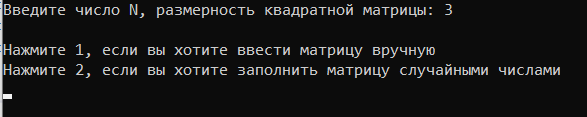 Введите число N, размерность квадратной матрицы: 3
Нажмите 1, если вы хотите ввести матрицу вручную
Нажмите 2, если вы хотите заполнить матрицу случайными числами